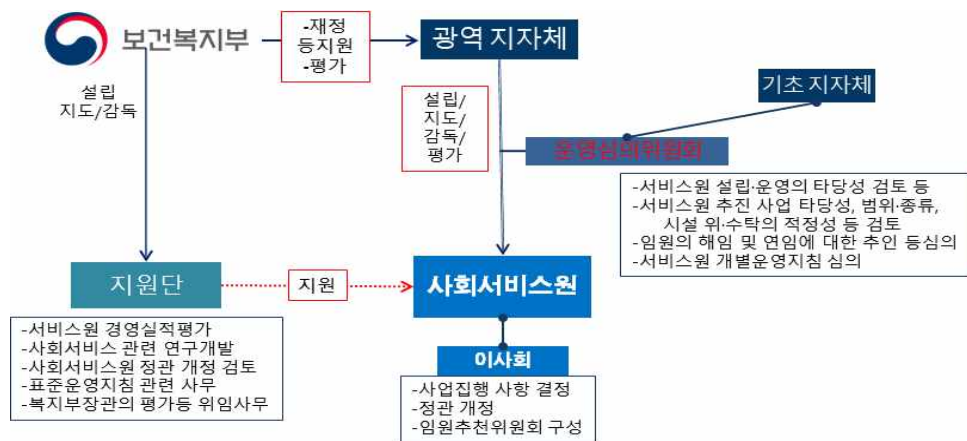 보건복지부
-재정
등지원
-평가
광역 지자체
설립
지도/감독
설립/
지도/
감독/
평가
기초 지자체
운영심의위원회
-서비스원 설립·운영의 타당성 검토 등
-서비스원 추진 사업 타당성, 범위·종류,
시설 위·수탁의 적정성 등 검토
-임원의 해임 및 연임에 대한 추인 등심의
-서비스원 개별운영지침 심의
지원단
지원
사회서비스원
-서비스원 경영실적평가
-사회서비스 관련 연구개발
-사회서비스원 정관 개정 검토
-표준운영지침 관련 사무
-복지부장관의 평가등 위임사무
이사회
-사업집행 사항 결정
-정관 개정
-임원추천위원회 구성